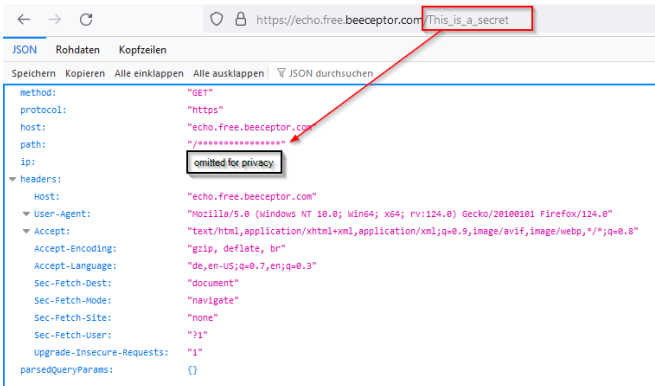 https://echo.free.beeceptor.com/This_is_a_secret
JSON Rohdaten Kopfzeilen
Speichern Kopieren Alle einklappen Alle ausklappen JSON durchsuchen
method: "GET"
protocol: "https"
host: "echo.free.beeceptor.com"
path: "/****************"
ip: omitted for privacy
headers:
Host: "echo.free.beeceptor.com"
User-Agent: "Mozilla/5.0 (Windows NT 10.0; Win64; x64; rv:124.0) Gecko/20100101 Firefox/124.0"
Accept: "text/html,application/xhtml+xml,application/xml;q=0.9,image/avif,image/webp,*/*;q=0.8"
Accept-Encoding: "gzip, deflate, br"
Accept-Language: "de,en-US;q=0.7,en;q=0.3"
Sec-Fetch-Dest: "document"
Sec-Fetch-Mode: "navigate"
Sec-Fetch-Site: "none"
Sec-Fetch-User: "?1"
Upgrade-Insecure-Requests: "1"
parsedQueryParams: {}